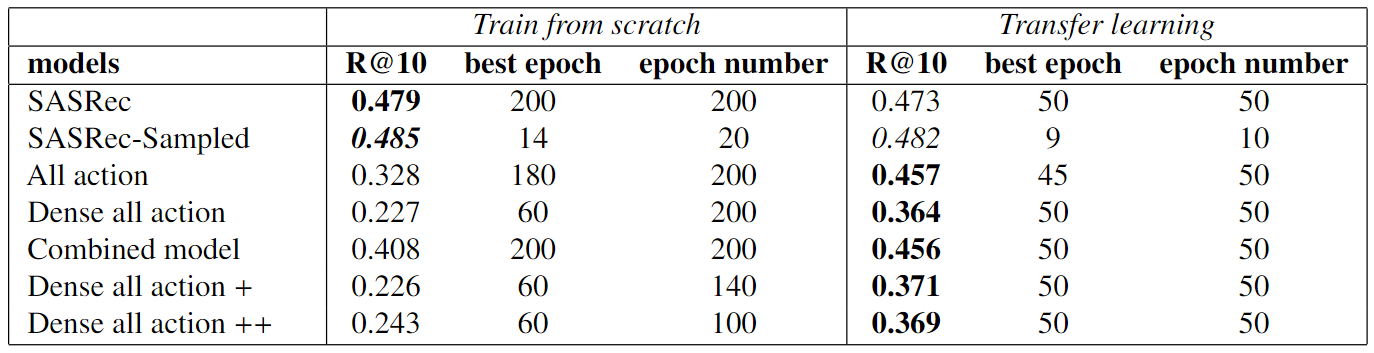 Train from scratch Transfer learning
models R@10 best epoch epoch number R@10 best epoch epoch number
SASRec 0.479 200 200 0.473 50 50
SASRec-Sampled 0.485 14 20 0.482 9 10
All action 0.328 180 200 0.457 45 50
Dense all action 0.227 60 200 0.364 50 50
Combined model 0.408 200 200 0.456 50 50
Dense all action + 0.226 60 140 0.371 50 50
Dense all action ++ 0.243 60 100 0.369 50 50